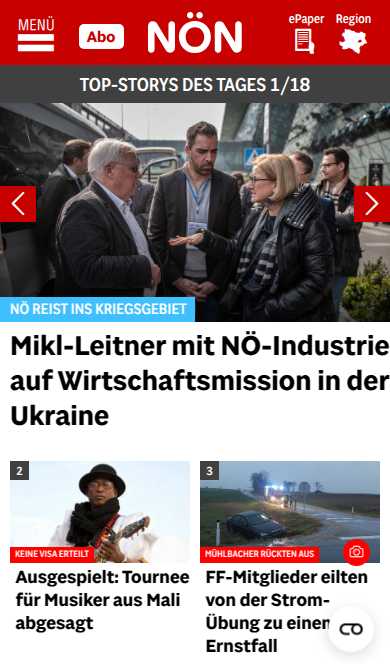 MENÜ
Abo
NÖN
ePaper
Region
TOP-STORYS DES TAGES 1/18
NÖ REIST INS KRIEGSGEBIET
Mikl-Leitner mit NÖ-Industrie
auf Wirtschaftsmission in der
Ukraine
2
KEINE VISA ERTEILT
Ausgespielt: Tournee
für Musiker aus Mali
abgesagt
3
MÜHLBACHER RÜCKTEN AUS
FF-Mitglieder eilten
von der Strom-
Übung zu einem
Ernstfall